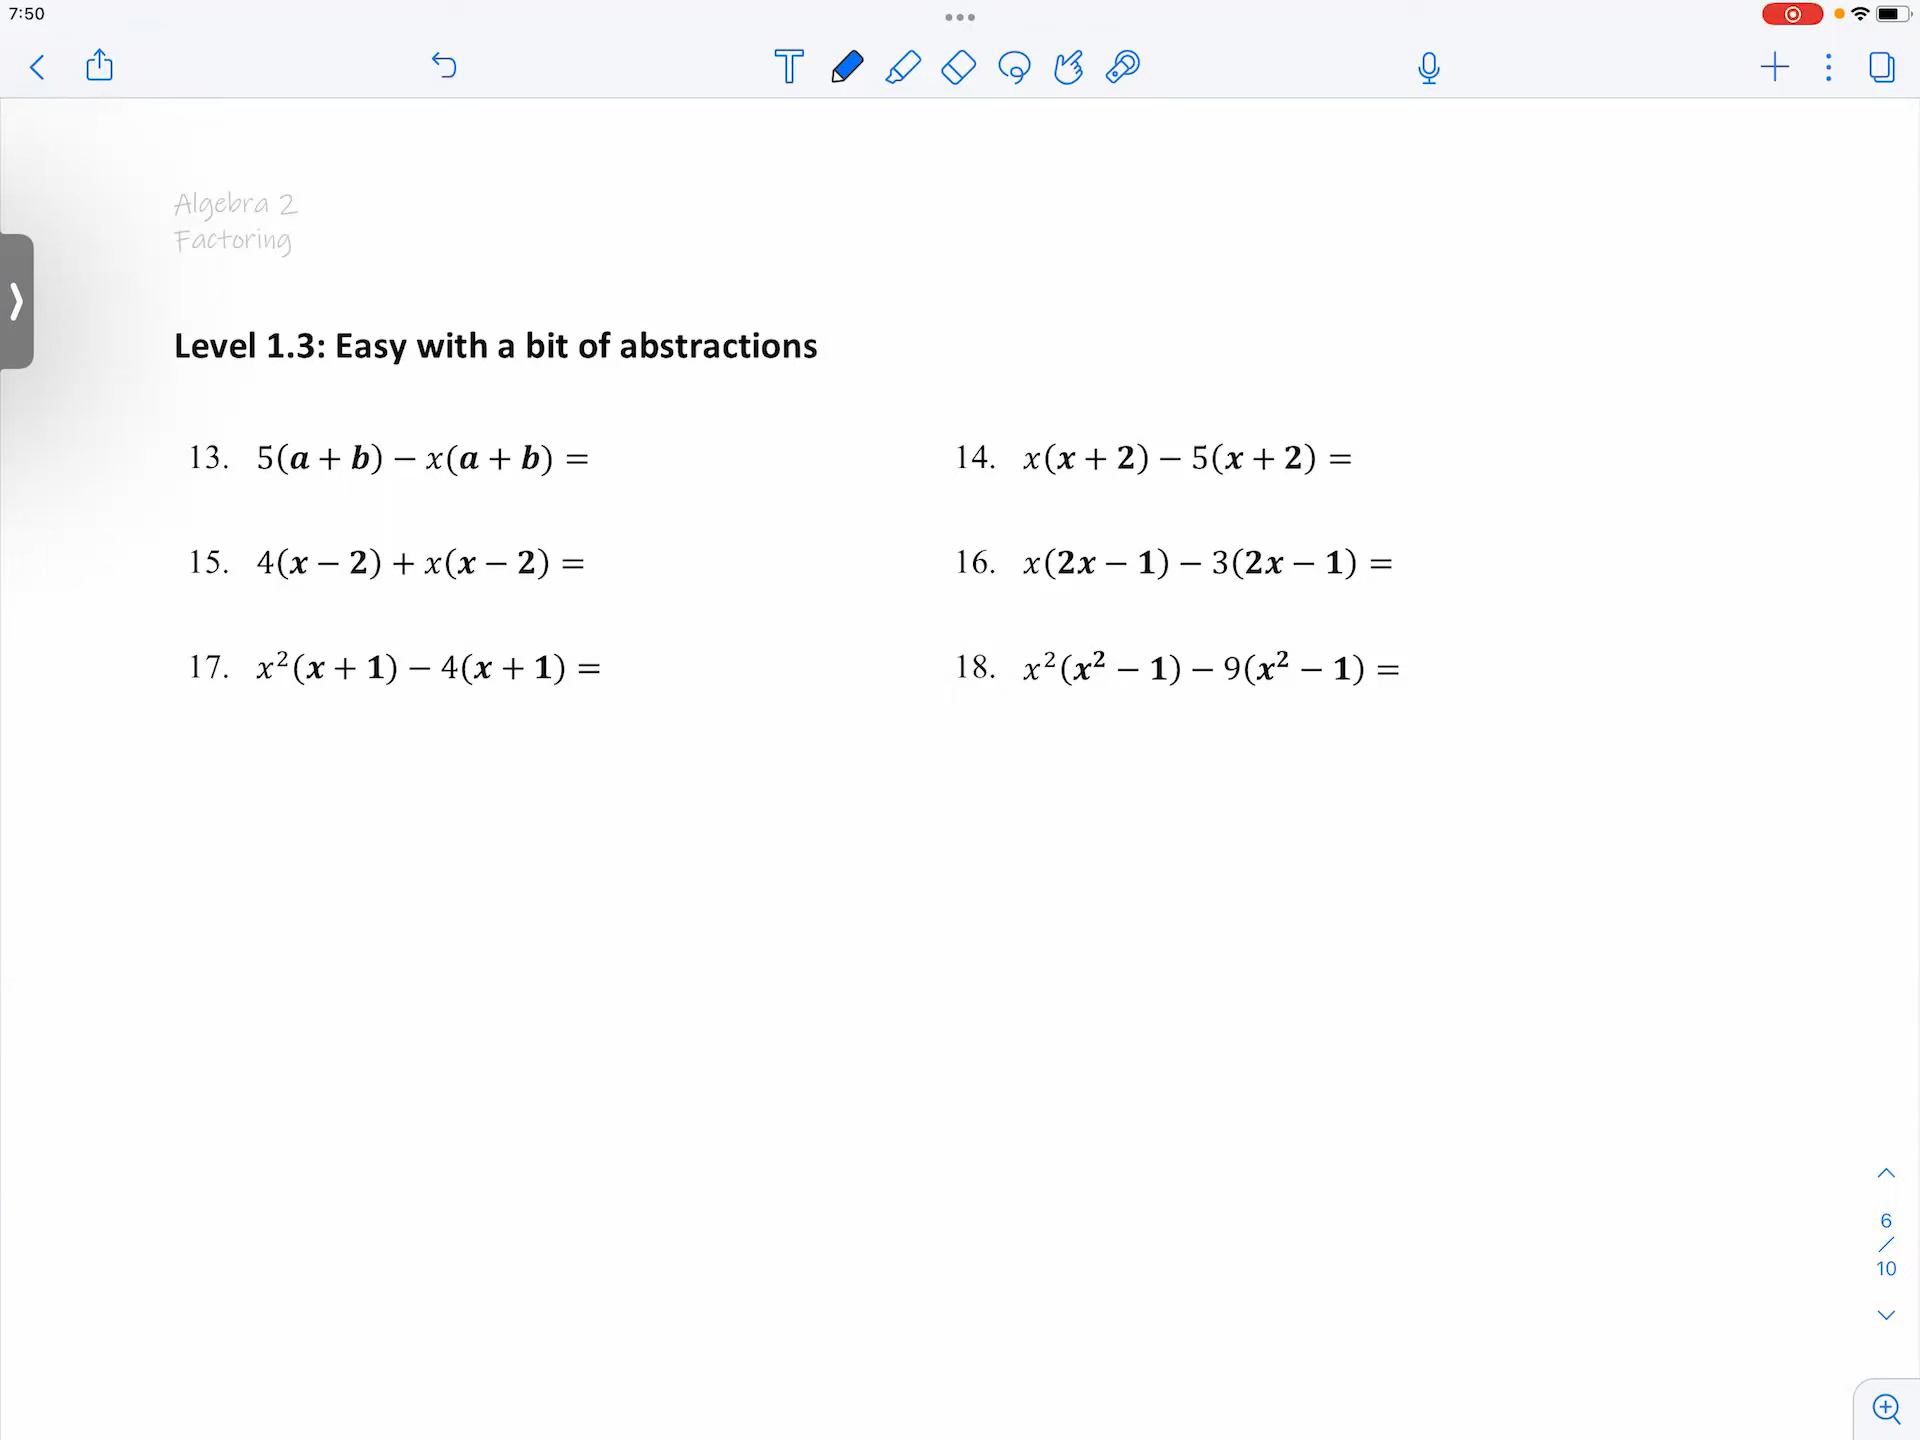 7:50
Algebra 2
Factoring
Level 1.3: Easy with a bit of abstractions
13. 5(a + b) − x(a + b) =
14. x(x + 2) − 5(x + 2) =
15. 4(x − 2) + x(x − 2) =
16. x(2x − 1) − 3(2x − 1) =
17. x²(x + 1) − 4(x + 1) =
18. x²(x² − 1) − 9(x² − 1) =
6
/
10